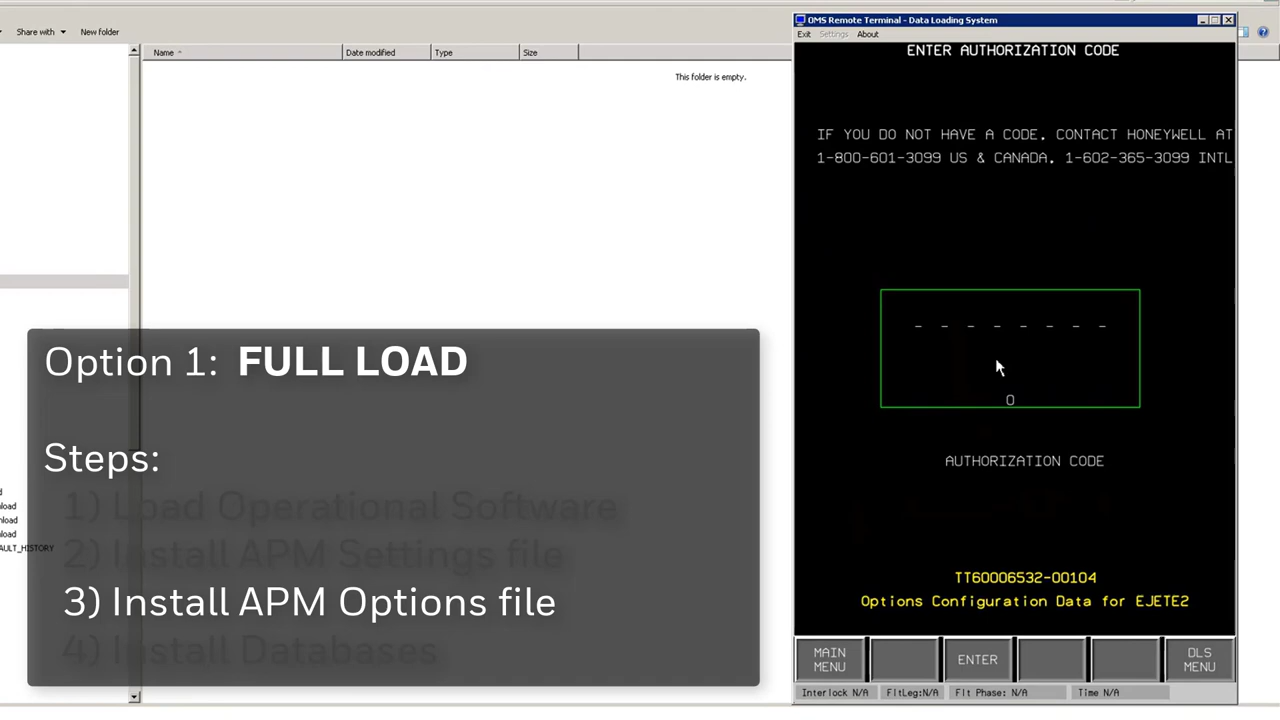 Share with
New folder
Name
Date modified
Type
Size
This folder is empty.
d
nload
nload
nload
AULT_HISTORY
Option 1: FULL LOAD
Steps:
1) Load Operational Software
2) Install APM Settings file
3) Install APM Options file
4) Install Databases
OMS Remote Terminal - Data Loading System
Exit Settings About
ENTER AUTHORIZATION CODE
IF YOU DO NOT HAVE A CODE. CONTACT HONEYWELL AT
1-800-601-3099 US & CANADA. 1-602-365-3099 INTL
- - - - - - - -
0
AUTHORIZATION CODE
TT60006532-00104
Options Configuration Data for EJETE2
MAIN MENU
ENTER
DLS MENU
Interlock N/A FltLeg:N/A Flt Phase: N/A Time N/A